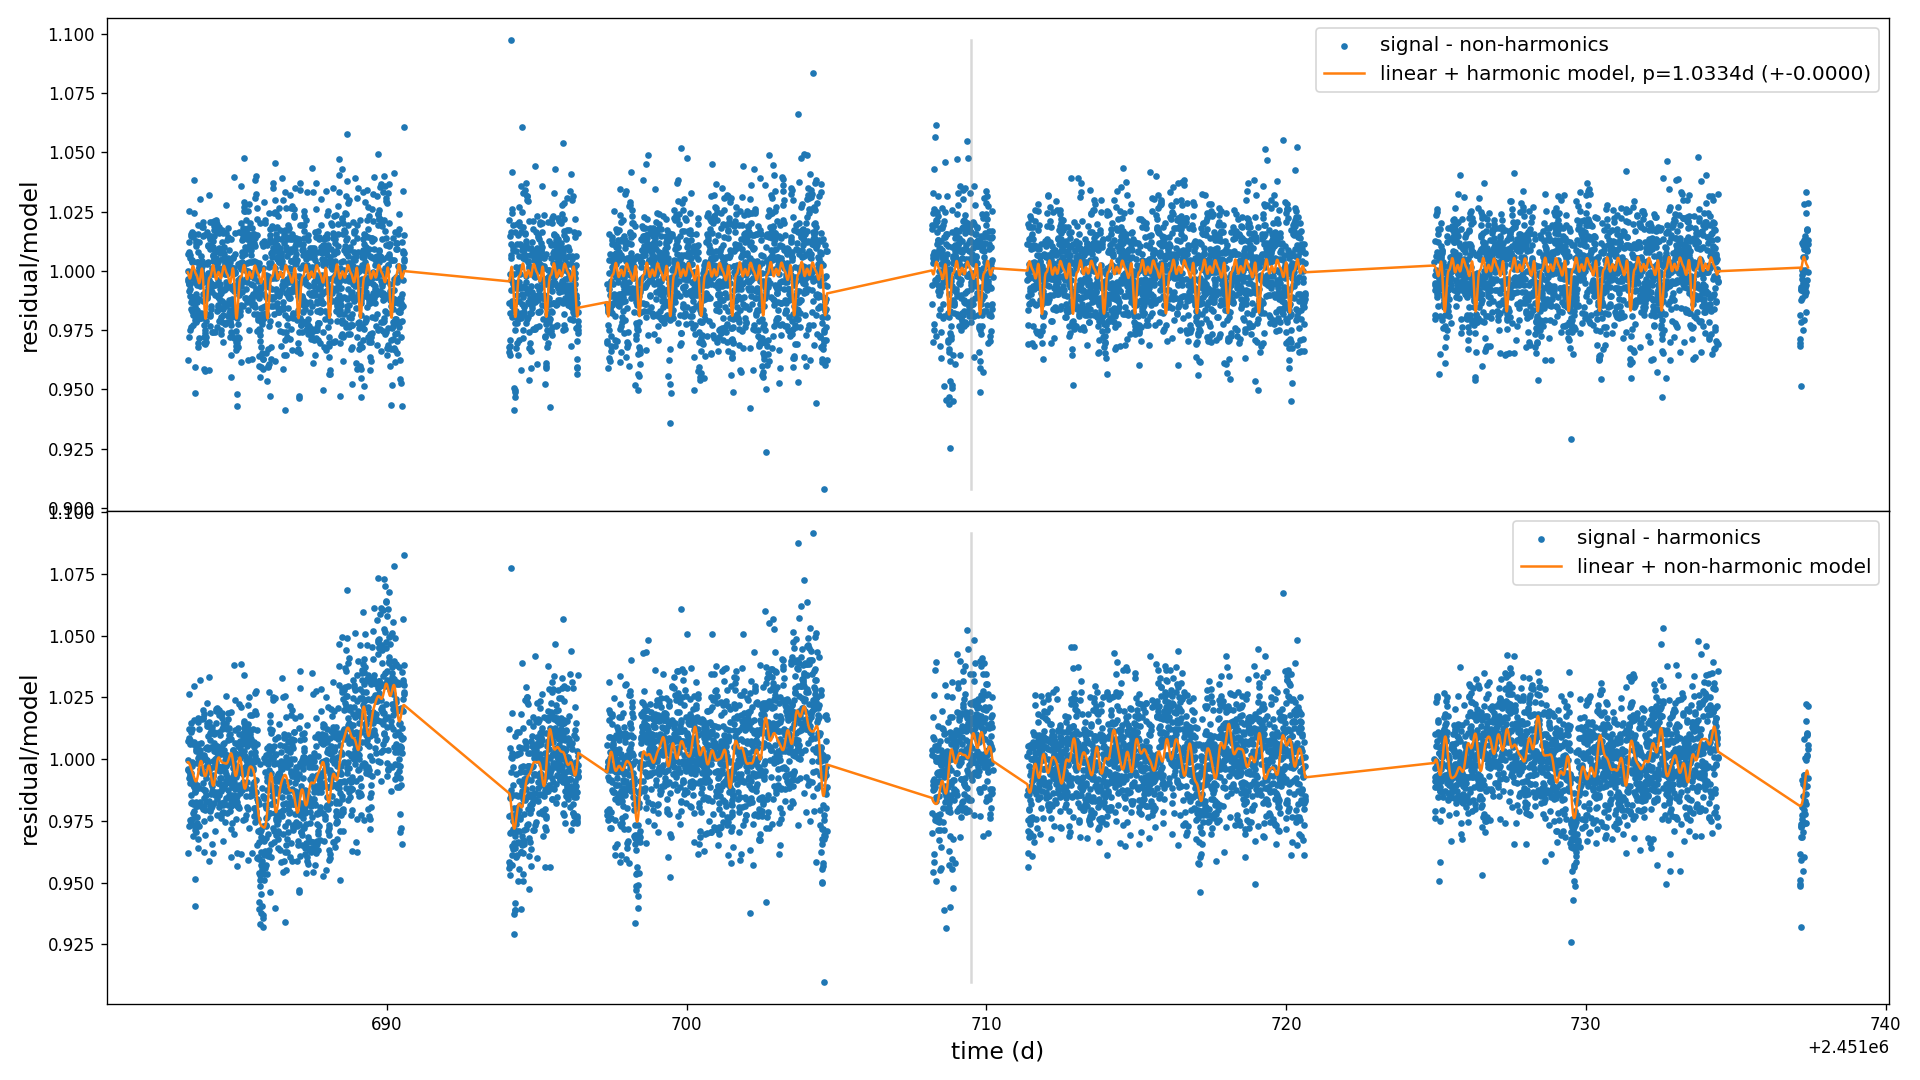 1.100
1.075
1.050
1.025
1.000
0.975
0.950
0.925
0.900
residual/model
signal - non-harmonics
linear + harmonic model, p=1.0334d (+-0.0000)
1.100
1.075
1.050
1.025
1.000
0.975
0.950
0.925
residual/model
signal - harmonics
linear + non-harmonic model
690
700
710
720
730
740
time (d)
+2.451e6